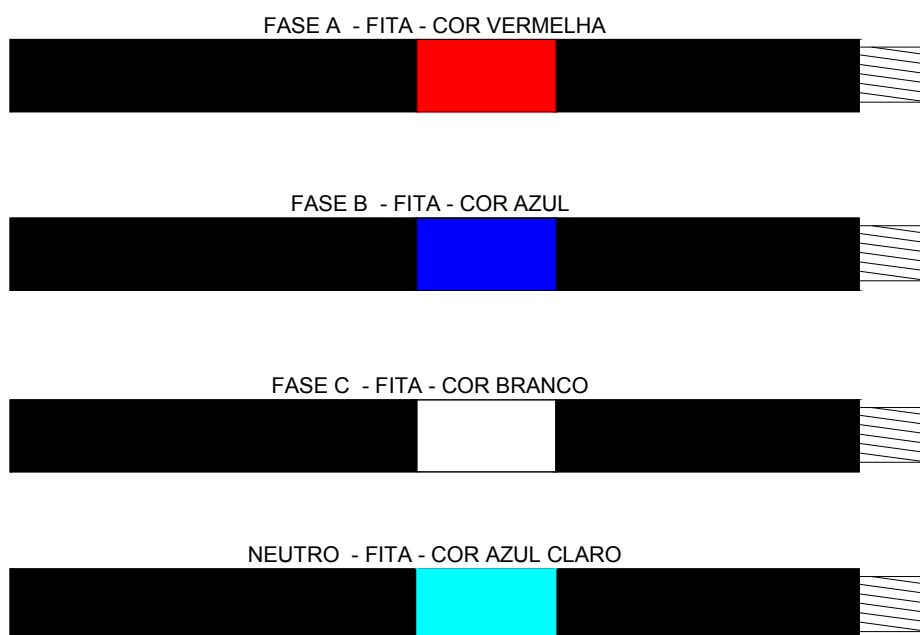 FASE A - FITA - COR VERMELHA
FASE B - FITA - COR AZUL
FASE C - FITA - COR BRANCO
NEUTRO - FITA - COR AZUL CLARO